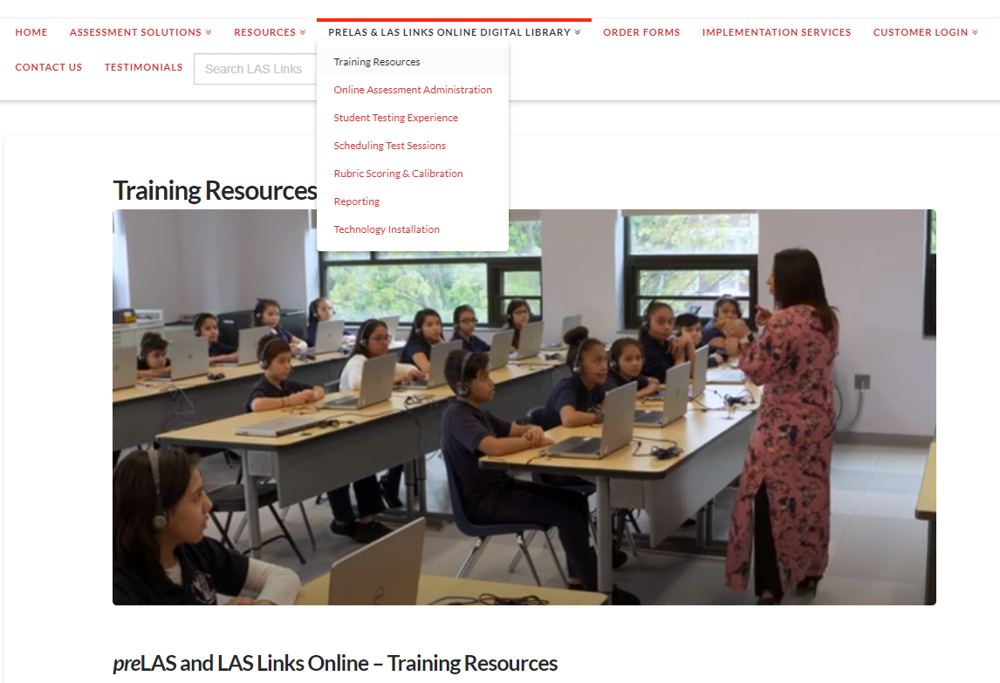 HOME ASSESSMENT SOLUTIONS RESOURCES PRELAS & LAS LINKS ONLINE DIGITAL LIBRARY ORDER FORMS IMPLEMENTATION SERVICES CUSTOMER LOGIN
CONTACT US TESTIMONIALS Search LAS Links
Training Resources
Online Assessment Administration
Student Testing Experience
Scheduling Test Sessions
Rubric Scoring & Calibration
Reporting
Technology Installation
Training Resources
preLAS and LAS Links Online – Training Resources